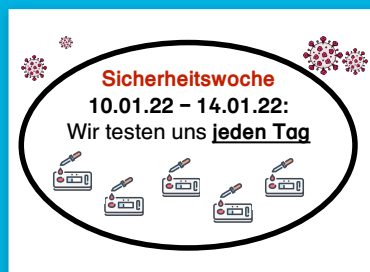 Sicherheitswoche
10.01.22 – 14.01.22:
Wir testen uns jeden Tag